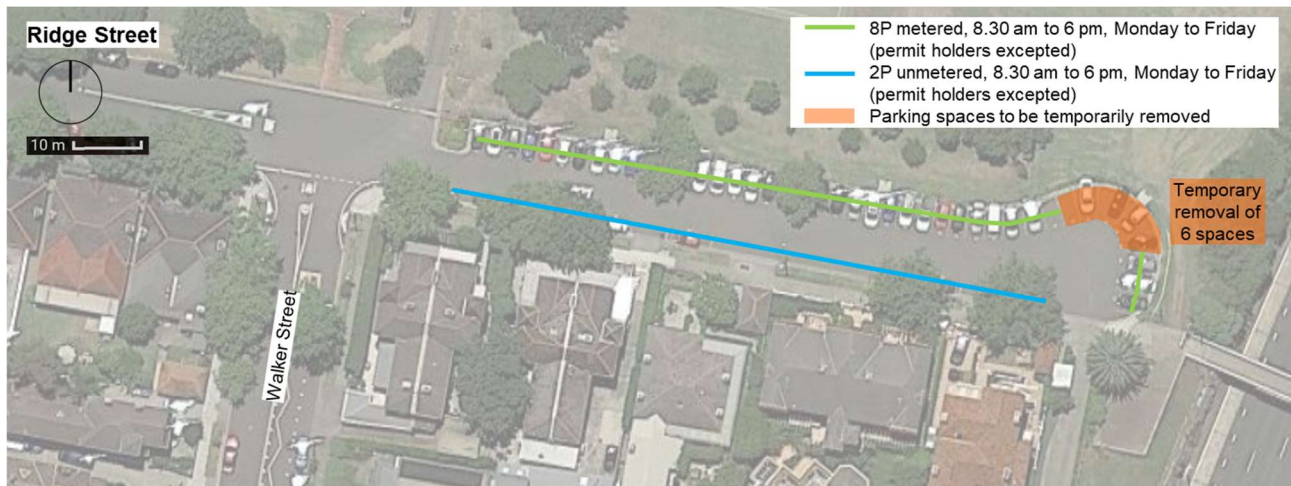 Ridge Street
10 m
8P metered, 8.30 am to 6 pm, Monday to Friday
(permit holders excepted)
2P unmetered, 8.30 am to 6 pm, Monday to Friday
(permit holders excepted)
Parking spaces to be temporarily removed
Temporary
removal of
6 spaces
Walker Street